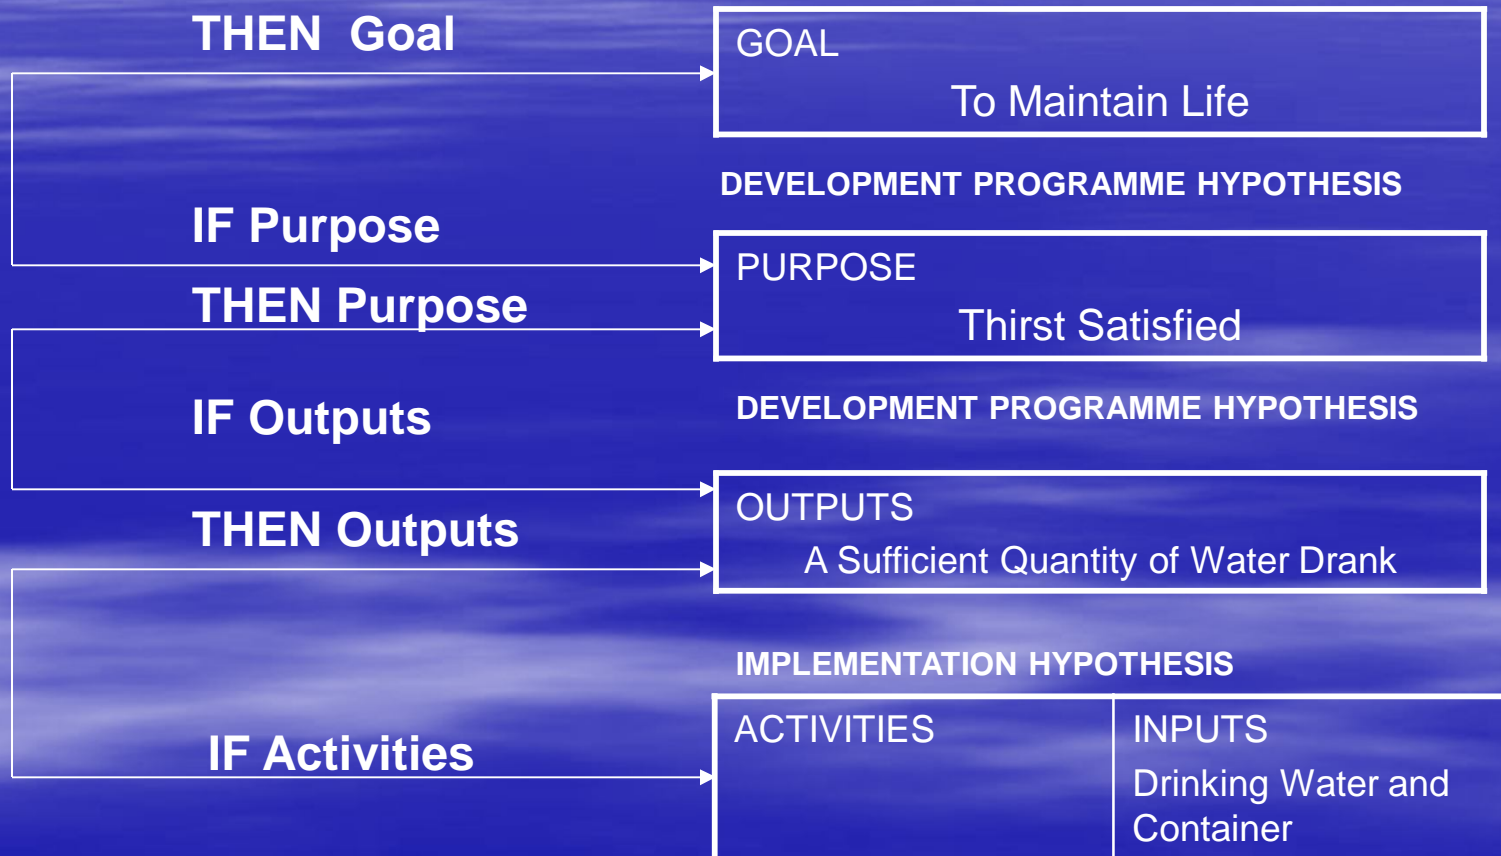 THEN  Goal
GOAL
To Maintain Life
DEVELOPMENT PROGRAMME HYPOTHESIS
IF Purpose
PURPOSE
THEN Purpose
Thirst Satisfied
DEVELOPMENT PROGRAMME HYPOTHESIS
IF Outputs
OUTPUTS
THEN Outputs
A Sufficient Quantity of Water Drank
IMPLEMENTATION HYPOTHESIS
IF Activities
ACTIVITIES
INPUTS
Drinking Water and
Container